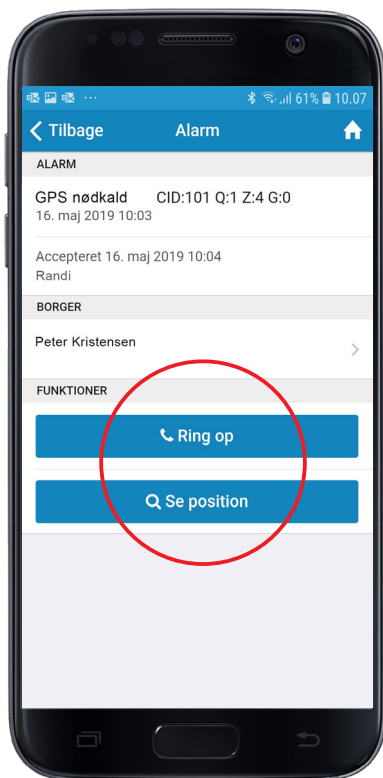 61% 10.07
Tilbage Alarm
ALARM
GPS nødkald CID:101 Q:1 Z:4 G:0
16. maj 2019 10:03
Accepteret 16. maj 2019 10:04
Randi
BORGER
Peter Kristensen
FUNKTIONER
Ring op
Se position